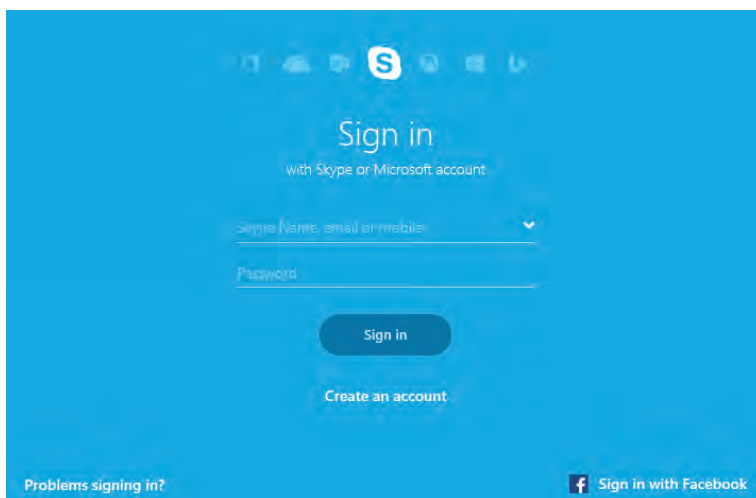 Sign in
with Skype or Microsoft account
Skype Name, email or mobile
Password
Sign in
Create an account
Problems signing in?
Sign in with Facebook